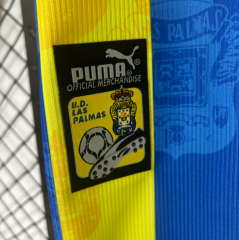 PUMA
OFFICIAL MERCHANDISE
U.D.
LAS
PALMAS